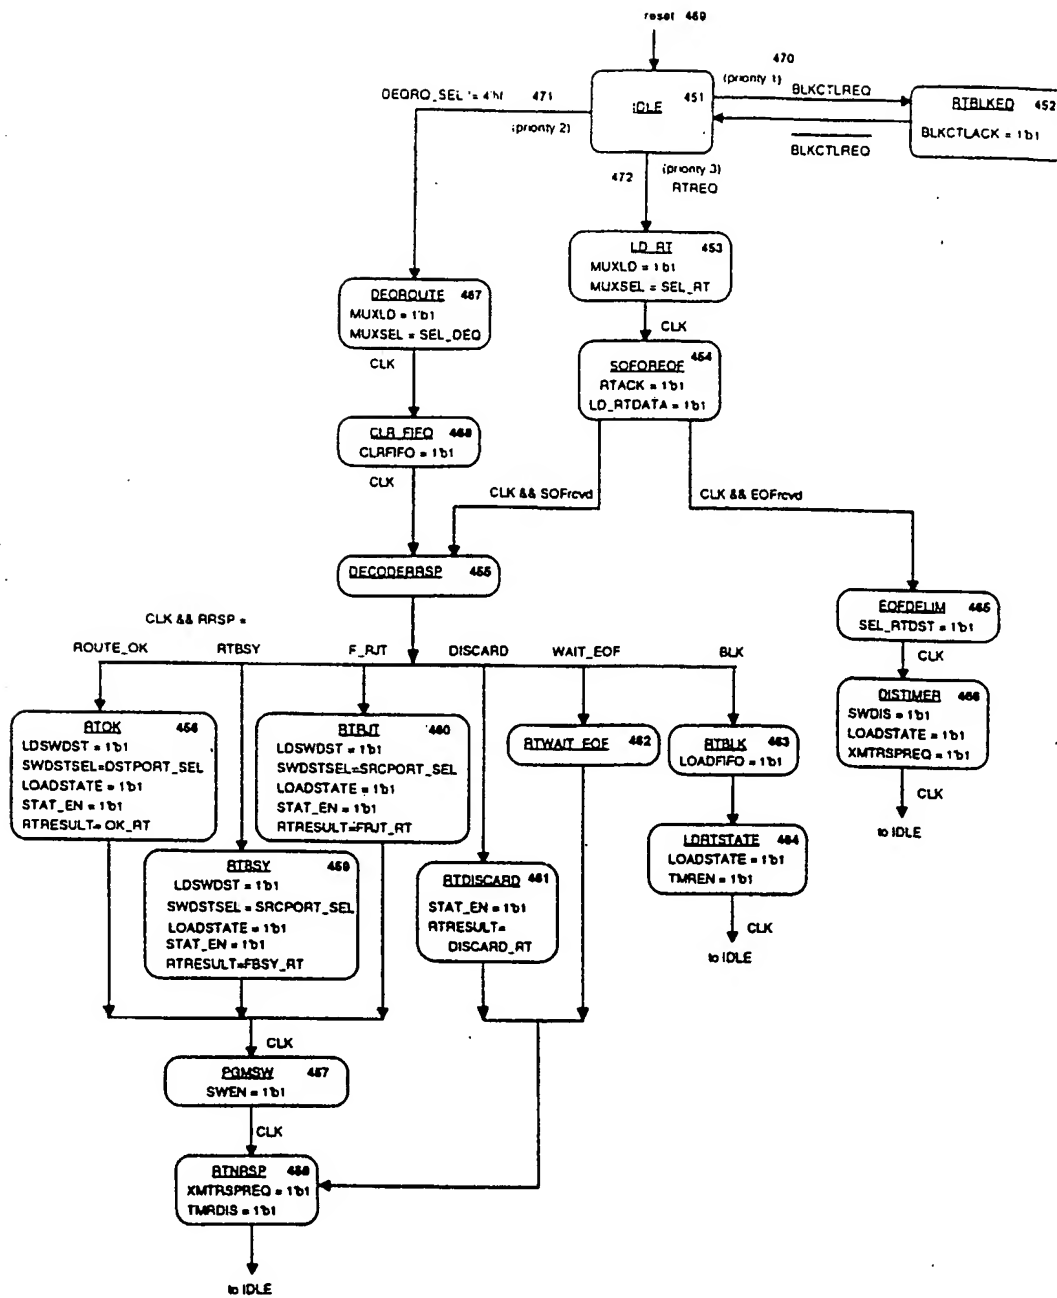 reset 469
470
(priority 1)
BLKCTLREQ
IDLE 451
RTBLKED 452
BLKCTLACK = 1'b1
BLKCTLREQ
DEQRQ_SEL != 4'hf 471
(priority 2)
472
(priority 3)
RTREQ
LD_RT 453
MUXLD = 1'b1
MUXSEL = SEL_RT
CLK
DEQROUTE 467
MUXLD = 1'b1
MUXSEL = SEL_DEQ
CLK
SOFOREOF 454
RTACK = 1'b1
LD_RTDATA = 1'b1
CLR_FIFO 468
CLRFIFO = 1'b1
CLK
CLK && SOFrcvd
CLK && EOFrcvd
DECODERRSP 455
EOFDELIM 465
SEL_RTDST = 1'b1
CLK
CLK && RRSP =
ROUTE_OK
RTBSY
F_RJT
DISCARD
WAIT_EOF
BLK
DISTIMER 466
SWDIS = 1'b1
LOADSTATE = 1'b1
XMTRSPREQ = 1'b1
CLK
to IDLE
RTOK 456
LDSWDST = 1'b1
SWDSTSEL=DSTPORT_SEL
LOADSTATE = 1'b1
STAT_EN = 1'b1
RTRESULT= OK_RT
RTRJT 460
LDSWDST = 1'b1
SWDSTSEL=SRCPORT_SEL
LOADSTATE = 1'b1
STAT_EN = 1'b1
RTRESULT=FRJT_RT
RTWAIT_EOF 462
RTBLK 463
LOADFIFO = 1'b1
LDRTSTATE 464
LOADSTATE = 1'b1
TMREN = 1'b1
CLK
to IDLE
RTBSY 459
LDSWDST = 1'b1
SWDSTSEL = SRCPORT_SEL
LOADSTATE = 1'b1
STAT_EN = 1'b1
RTRESULT=FBSY_RT
RTDISCARD 461
STAT_EN = 1'b1
RTRESULT=
DISCARD_RT
CLK
PGMSW 457
SWEN = 1'b1
CLK
RTNRSP 458
XMTRSPREQ = 1'b1
TMRDIS = 1'b1
to IDLE